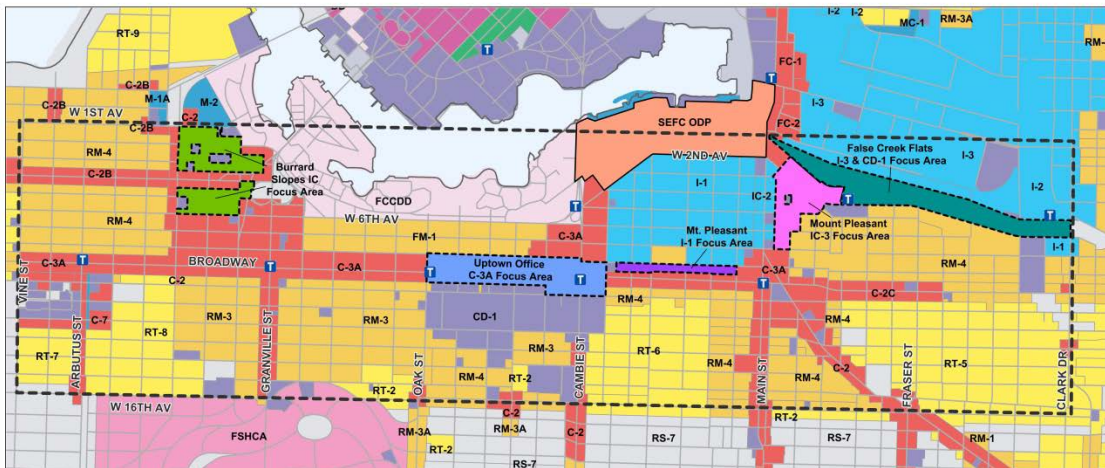 I-2
I-2
MC-1
RM-3A
RT-9
C-2B
FC-1
RM-4
C-2B
M-1A
M-2
I-3
W 1ST AV
C-2
C-2B
SEFC ODP
FC-2
False Creek Flats
I-3 & CD-1 Focus Area
RM-4
W 2ND AV
I-3
Burrard
Slopes IC
Focus Area
C-2B
I-1
I-2
FCCDD
IC-2
RM-4
W 6TH AV
Mount Pleasant
IC-3 Focus Area
FM-1
C-3A
Mt. Pleasant
I-1 Focus Area
I-1
C-3A
BROADWAY
C-3A
Uptown Office
C-3A Focus Area
C-3A
RM-4
T
T
T
T
T
T
T
T
T
T
VINE ST
C-2
RM-4
C-2C
C-7
RM-3
RM-3
CD-1
RM-4
RT-8
ARBUTUS ST
GRANVILLE ST
OAK ST
RM-3
CAMBIE ST
RT-6
MAIN ST
C-2
FRASER ST
RT-5
CLARK DR
RT-7
RM-4
RT-2
RM-4
RM-4
RT-2
W 16TH AV
C-2
RT-2
FSHCA
RM-3A
RM-3A
C-2
RT-2
RS-7
RS-7
RS-7
RM-1